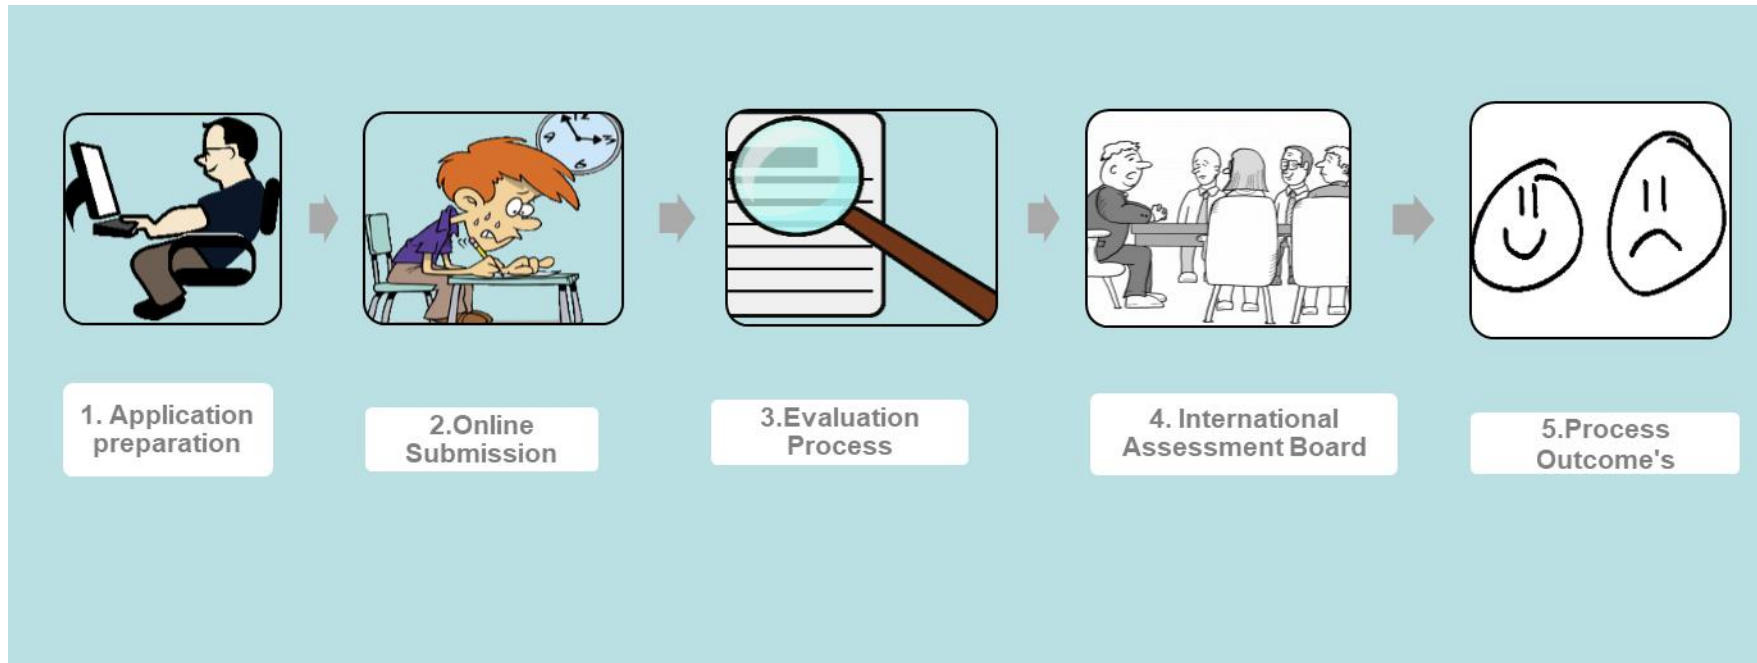 1. Application
preparation
2.Online
Submission
3.Evaluation
Process
4. International
Assessment Board
5.Process
Outcome's